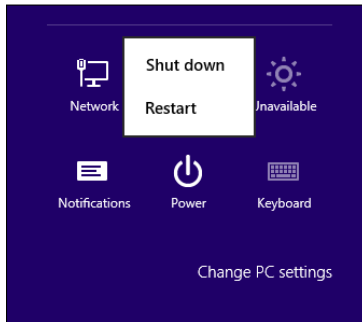 Shut down
Restart
Network
Unavailable
Notifications
Power
Keyboard
Change PC settings